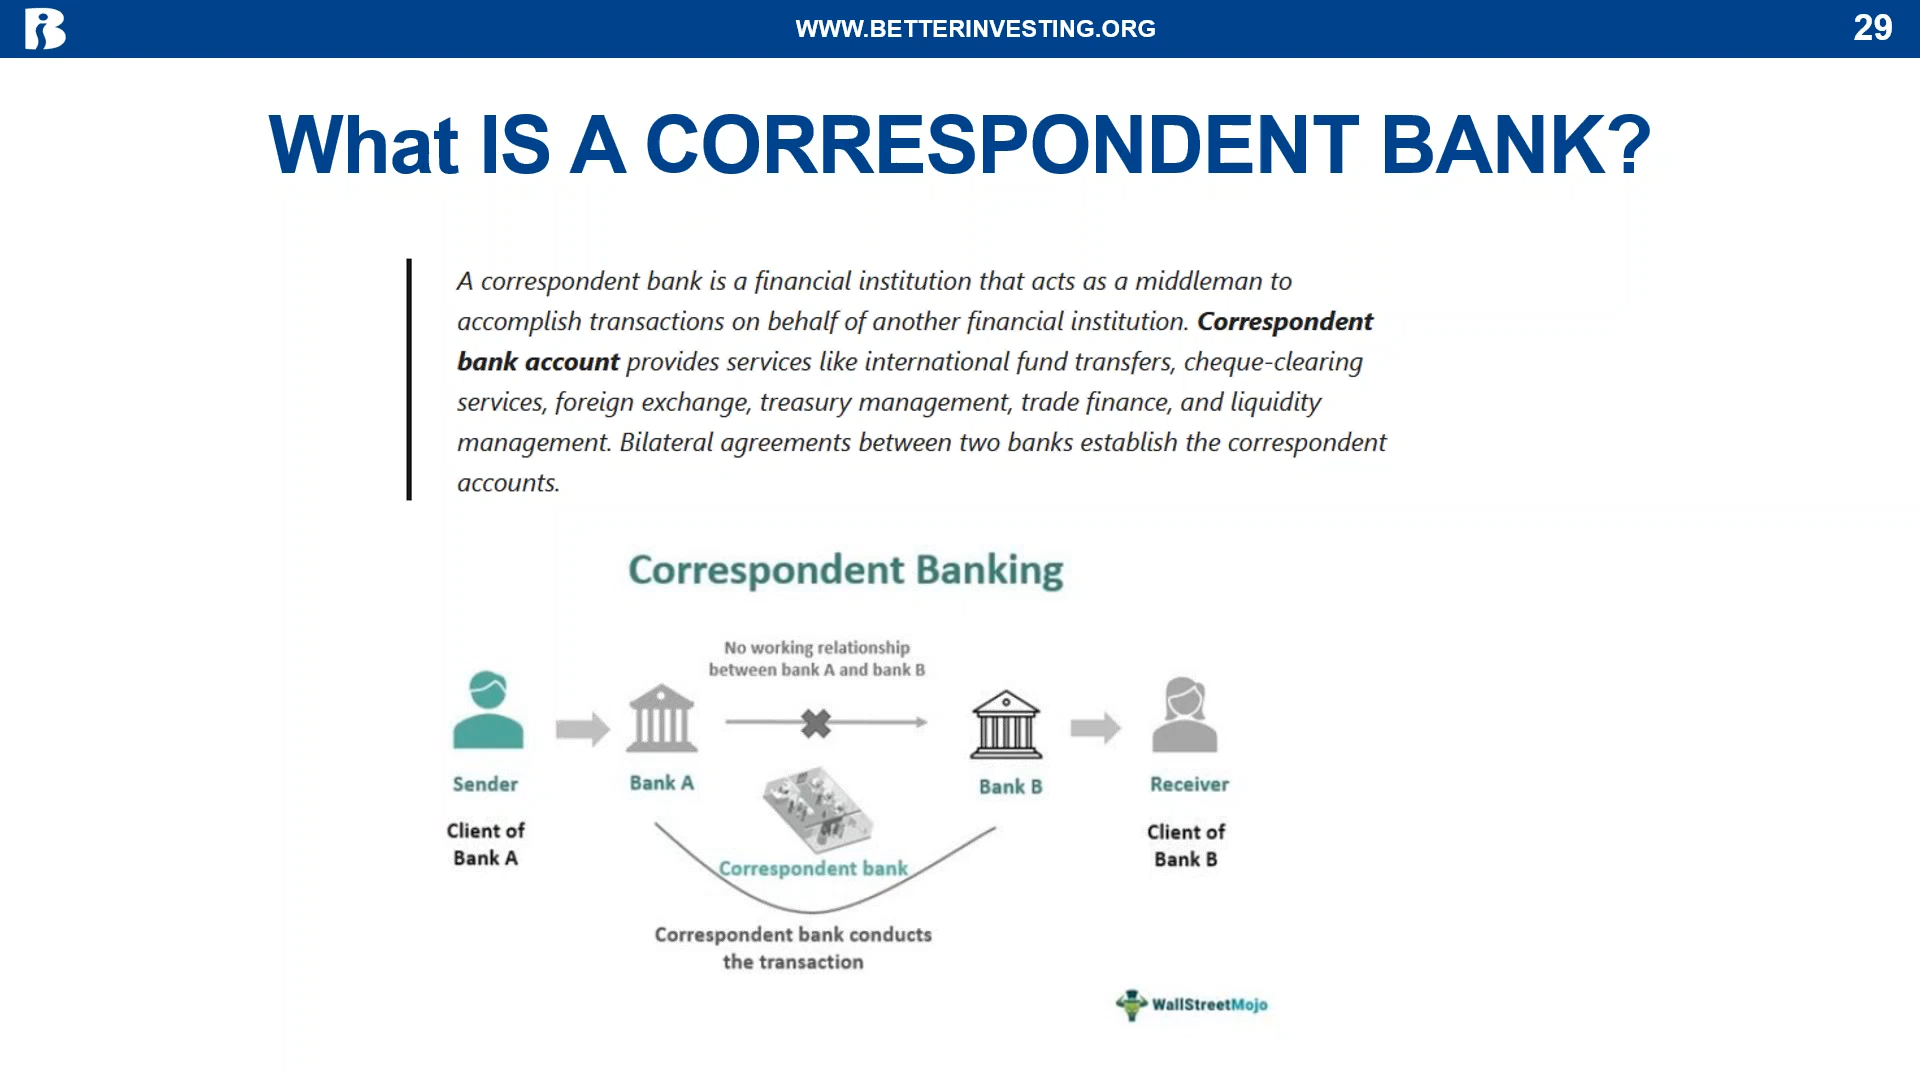 WWW.BETTERINVESTING.ORG
29
What IS A CORRESPONDENT BANK?
A correspondent bank is a financial institution that acts as a middleman to
accomplish transactions on behalf of another financial institution. Correspondent
bank account provides services like international fund transfers, cheque-clearing
services, foreign exchange, treasury management, trade finance, and liquidity
management. Bilateral agreements between two banks establish the correspondent
accounts.
Correspondent Banking
No working relationship
between bank A and bank B
Sender
Bank A
Bank B
Receiver
Client of
Bank A
Client of
Bank B
Correspondent bank
Correspondent bank conducts
the transaction
WallStreetMojo